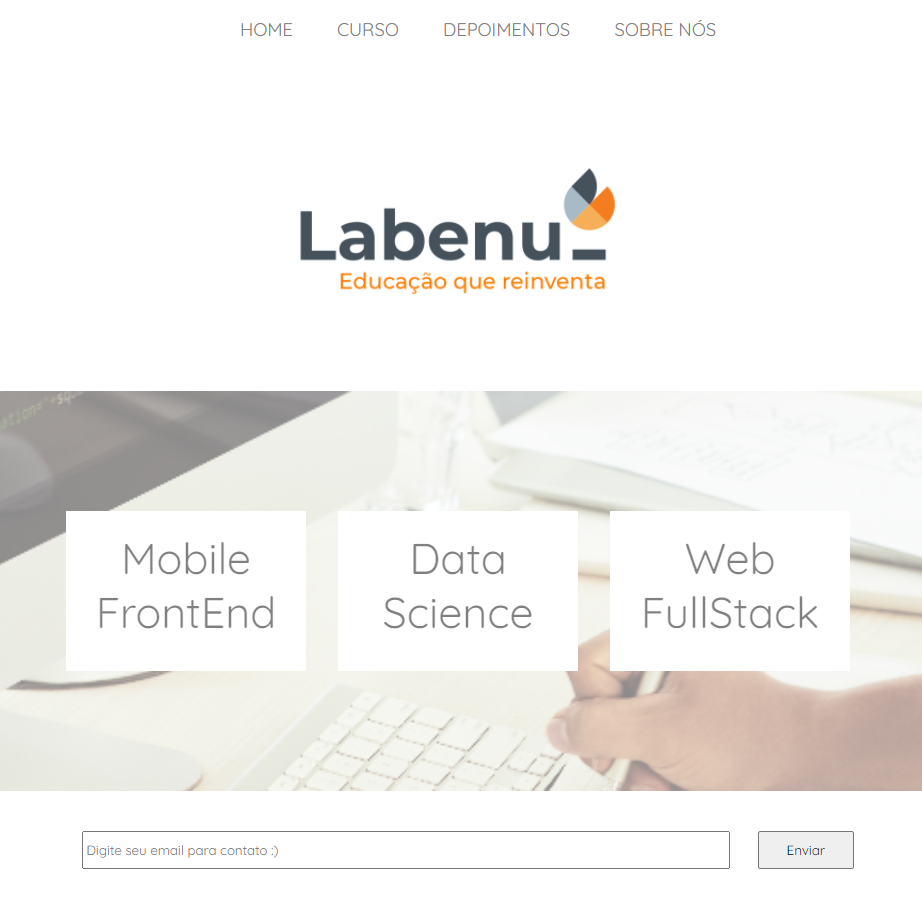 HOME CURSO DEPOIMENTOS SOBRE NÓS
Labenu_
Educação que reinventa
Mobile
FrontEnd
Data
Science
Web
FullStack
Digite seu email para contato :)
Enviar